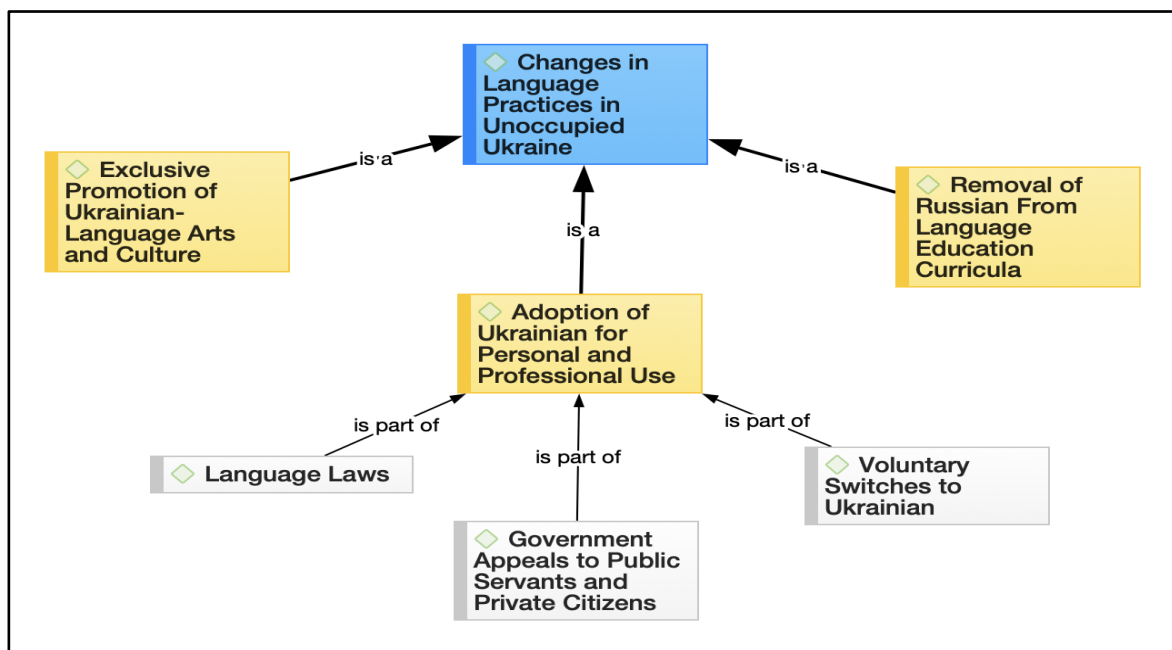 Changes in
Language
Practices in
Unoccupied
Ukraine
is a
Exclusive
Promotion of
Ukrainian-
Language Arts
and Culture
is a
is a
Removal of
Russian From
Language
Education
Curricula
Adoption of
Ukrainian for
Personal and
Professional Use
is part of
is part of
is part of
Language Laws
Voluntary
Switches to
Ukrainian
Government
Appeals to Public
Servants and
Private Citizens